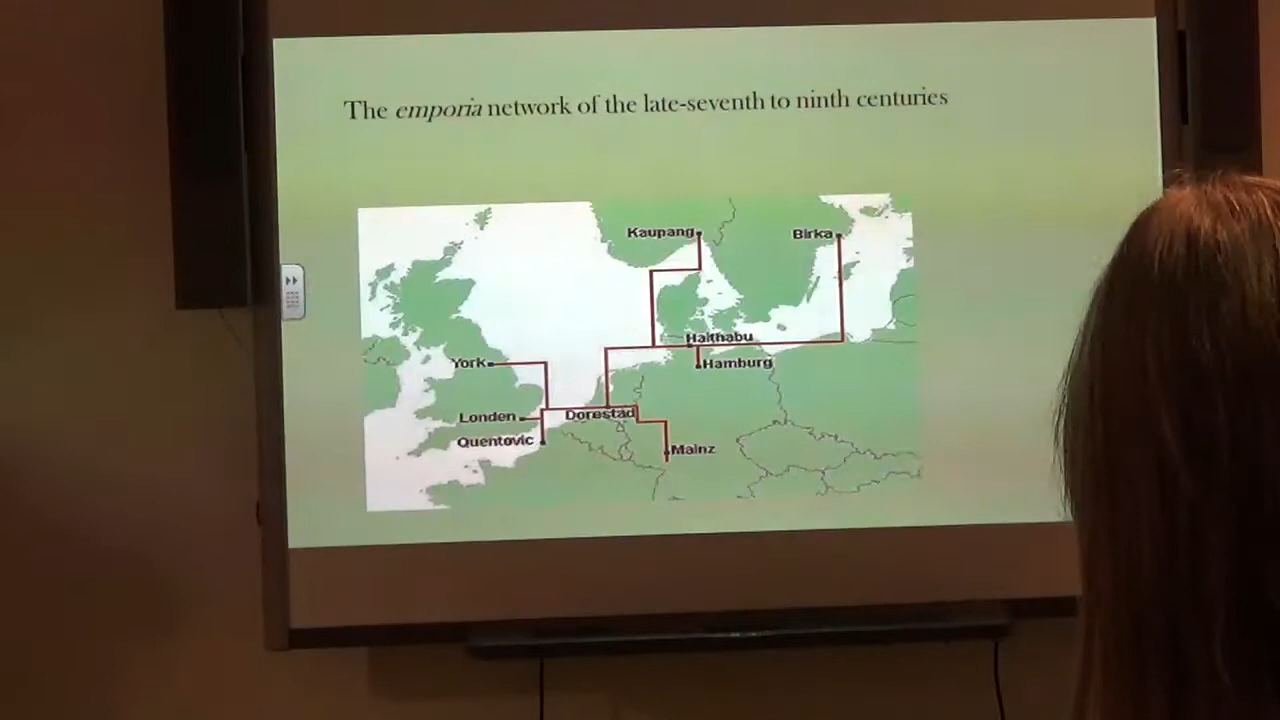 The emporia network of the late-seventh to ninth centuries
Kaupang
Birka
Haithabu
York
Hamburg
Londen
Dorestad
Quentovic
Mainz